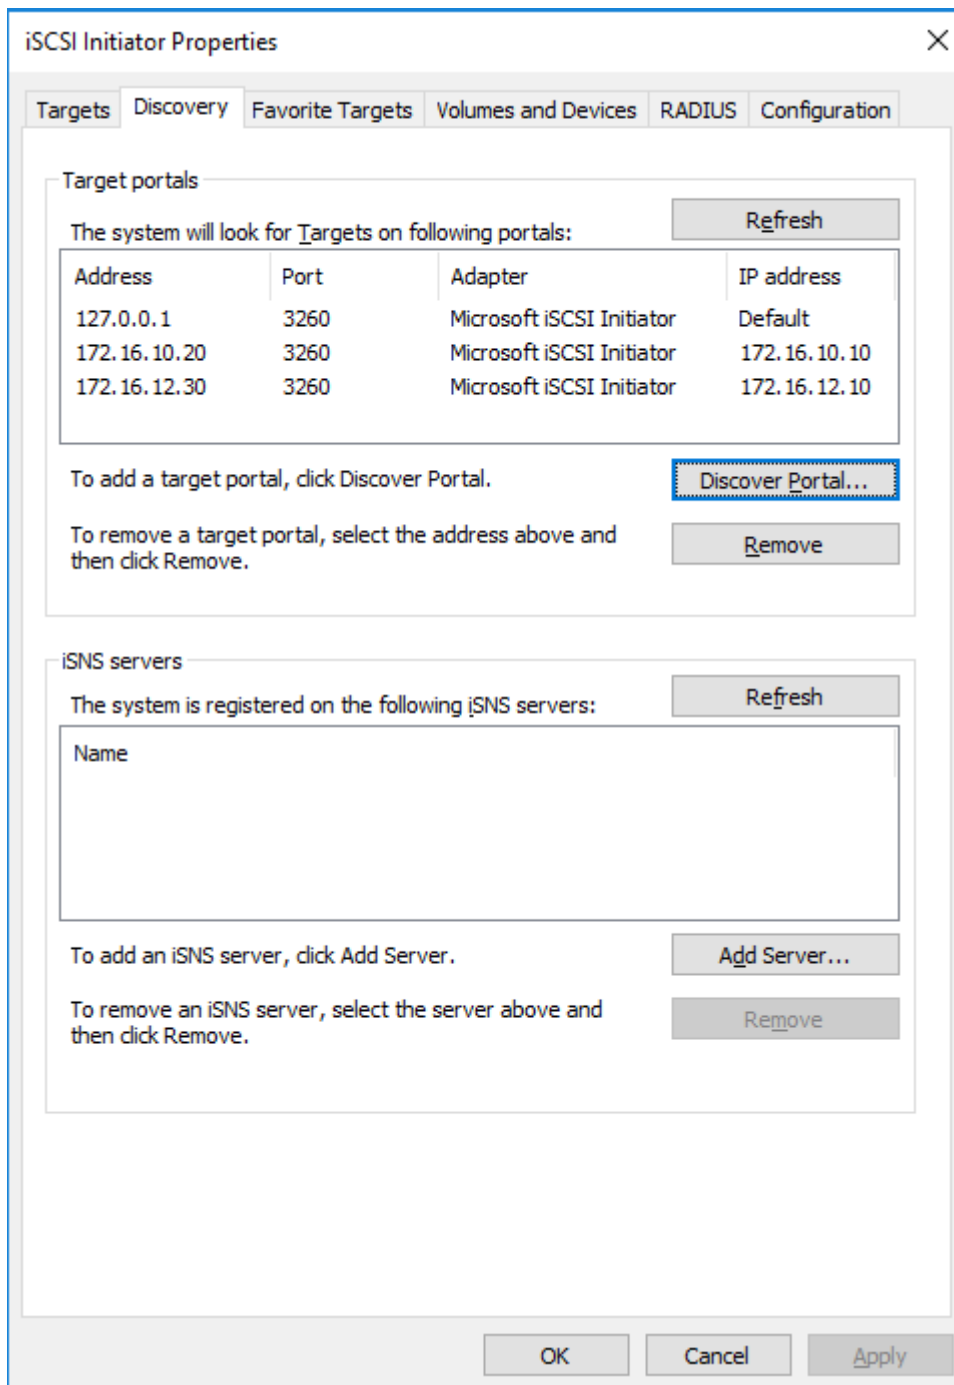 iSCSI Initiator Properties
Targets Discovery Favorite Targets Volumes and Devices RADIUS Configuration
Target portals
The system will look for Targets on following portals:
Refresh
Address Port Adapter IP address
127.0.0.1 3260 Microsoft iSCSI Initiator Default
172.16.10.20 3260 Microsoft iSCSI Initiator 172.16.10.10
172.16.12.30 3260 Microsoft iSCSI Initiator 172.16.12.10
To add a target portal, click Discover Portal.
Discover Portal...
To remove a target portal, select the address above and
then click Remove.
Remove
iSNS servers
The system is registered on the following iSNS servers:
Refresh
Name
To add an iSNS server, click Add Server.
Add Server...
To remove an iSNS server, select the server above and
then click Remove.
Remove
OK Cancel Apply